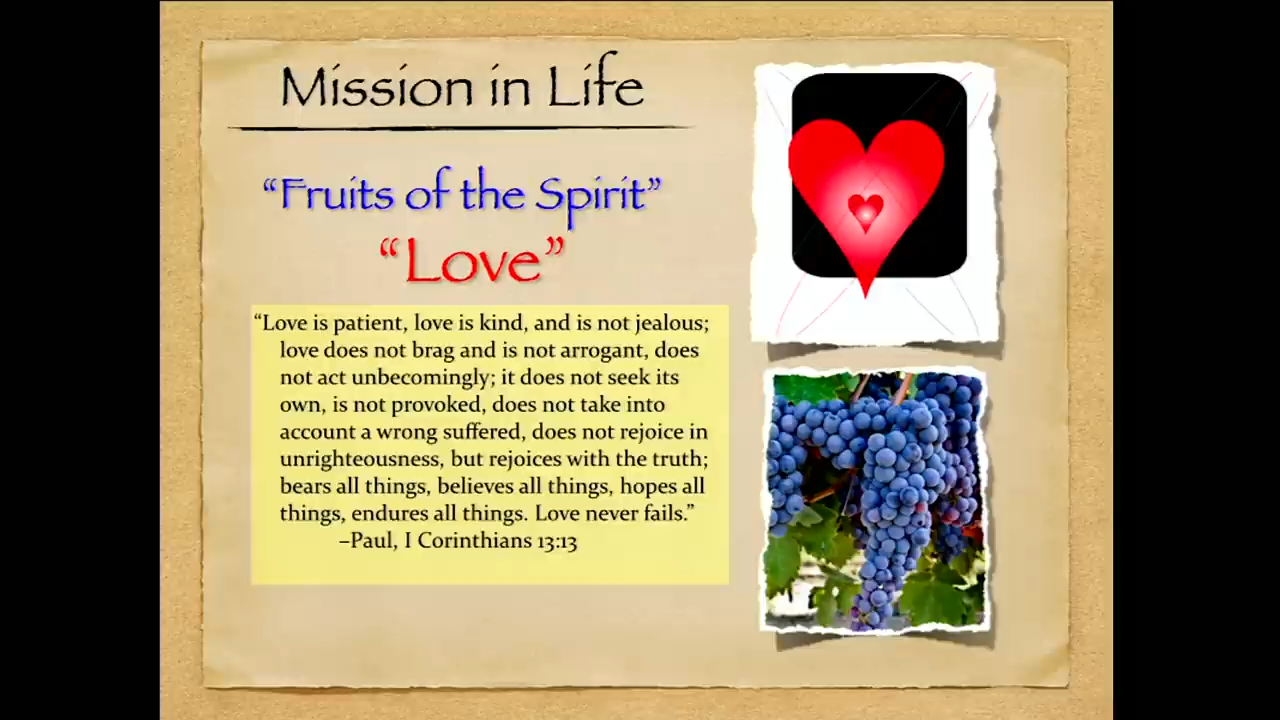 Mission in Life
“Fruits of the Spirit”
“Love”
“Love is patient, love is kind, and is not jealous;
love does not brag and is not arrogant, does
not act unbecomingly; it does not seek its
own, is not provoked, does not take into
account a wrong suffered, does not rejoice in
unrighteousness, but rejoices with the truth;
bears all things, believes all things, hopes all
things, endures all things. Love never fails.”
–Paul, I Corinthians 13:13